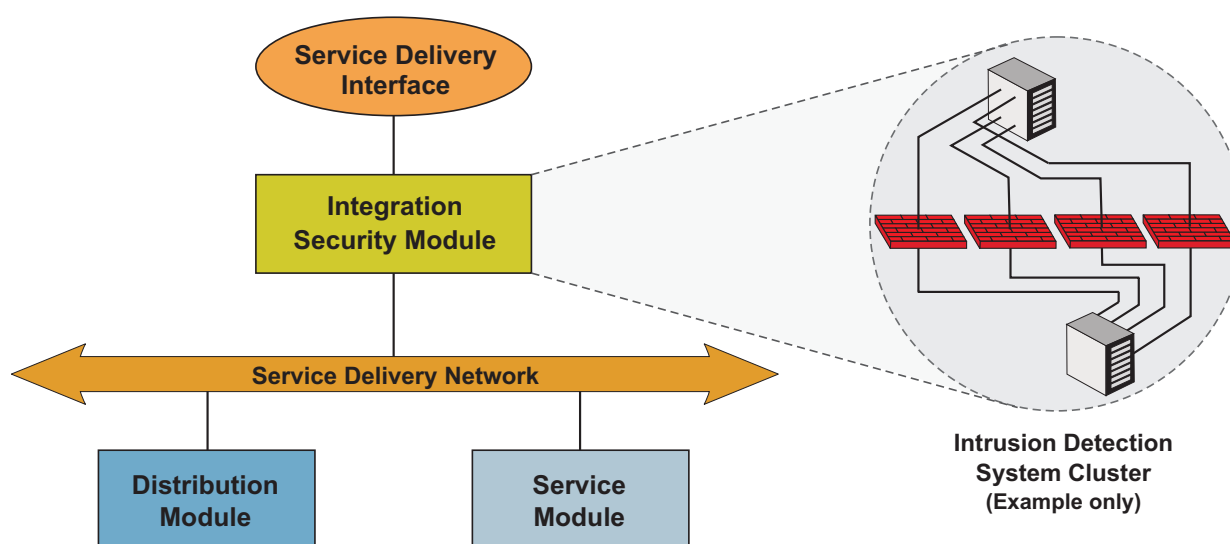 Service Delivery
Interface
Integration
Security Module
Service Delivery Network
Distribution
Module
Service
Module
Intrusion Detection
System Cluster
(Example only)